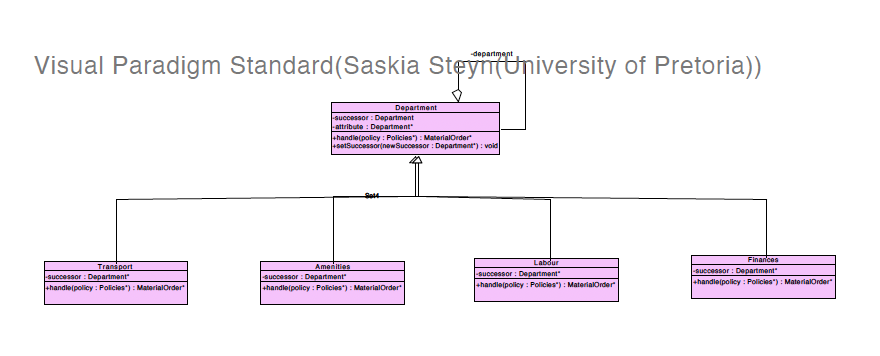 -department
Visual Paradigm Standard(Saskia Steyn(University of Pretoria))
Department
-successor : Department
-attribute : Department*
+handle(policy : Policies*) : MaterialOrder*
+setSuccessor(newSuccessor : Department*) : void
Transport
-successor : Department*
+handle(policy : Policies*) : MaterialOrder*
Amenities
-successor : Department*
+handle(policy : Policies*) : MaterialOrder*
Labour
-successor : Department*
+handle(policy : Policies*) : MaterialOrder*
Finances
-successor : Department*
+handle(policy : Policies*) : MaterialOrder*